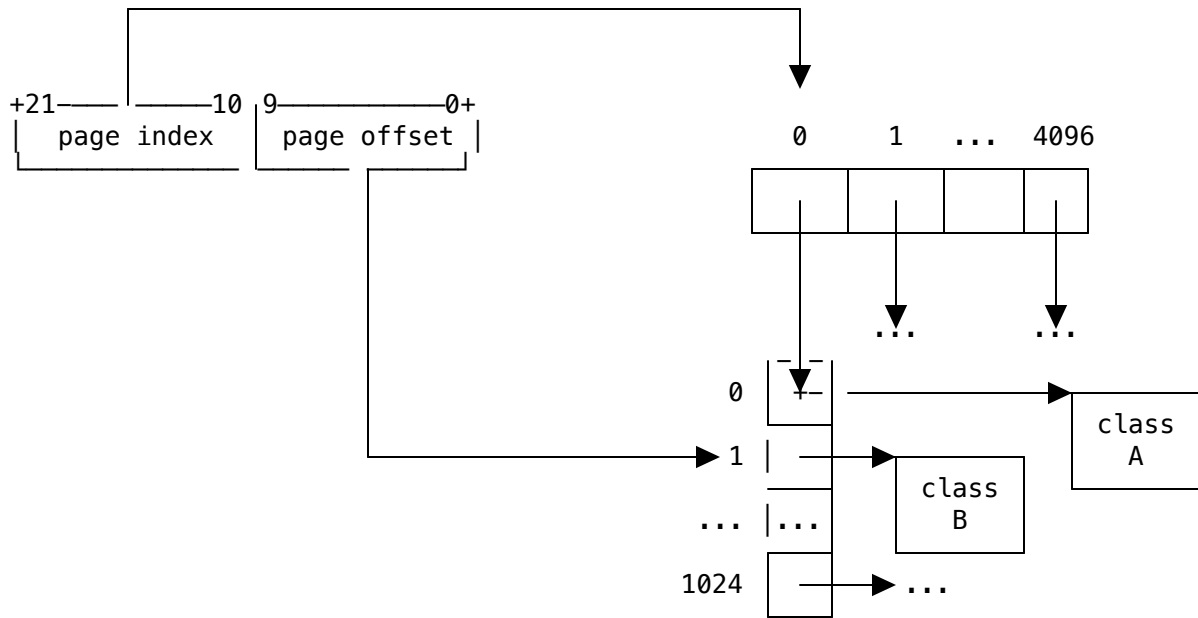 +21 10 9 0+
page index page offset
0 1 ... 4096
... ...
0
class
A
1
class
B
... ...
1024 ...